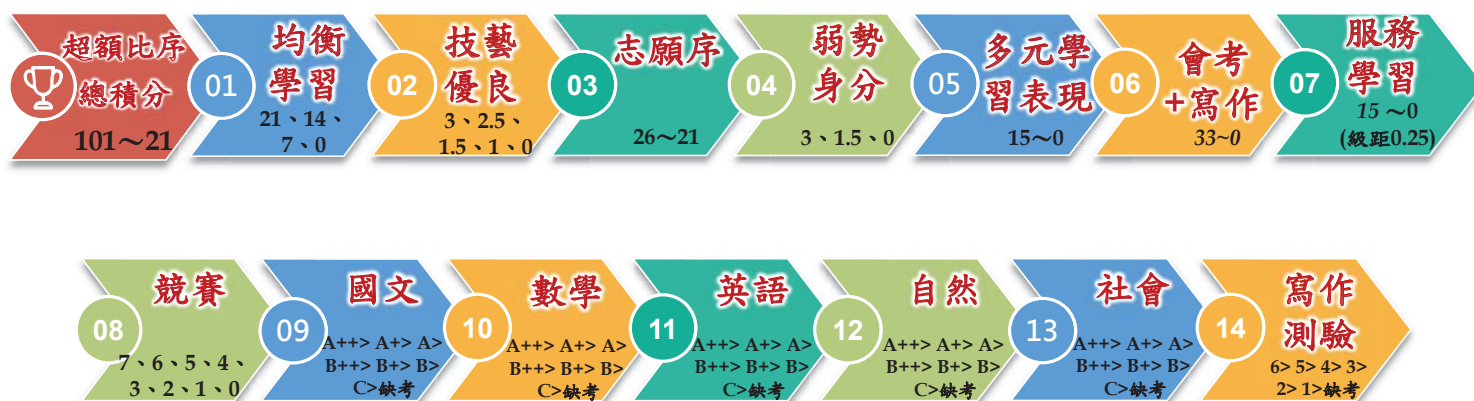 超額比序
總積分
101～21
01
均衡
學習
21、14、
7、0
02
技藝
優良
3、2.5、
1.5、1、0
03
志願序
26～21
04
弱勢
身分
3、1.5、0
05
多元學
習表現
15～0
06
會考
+寫作
33~0
07
服務
學習
15～0
(級距0.25)
08
競賽
7、6、5、4、
3、2、1、0
09
國文
A++> A+> A>
B++> B+> B>
C>缺考
10
數學
A++> A+> A>
B++> B+> B>
C>缺考
11
英語
A++> A+> A>
B++> B+> B>
C>缺考
12
自然
A++> A+> A>
B++> B+> B>
C>缺考
13
社會
A++> A+> A>
B++> B+> B>
C>缺考
14
寫作
測驗
6> 5> 4> 3>
2> 1>缺考